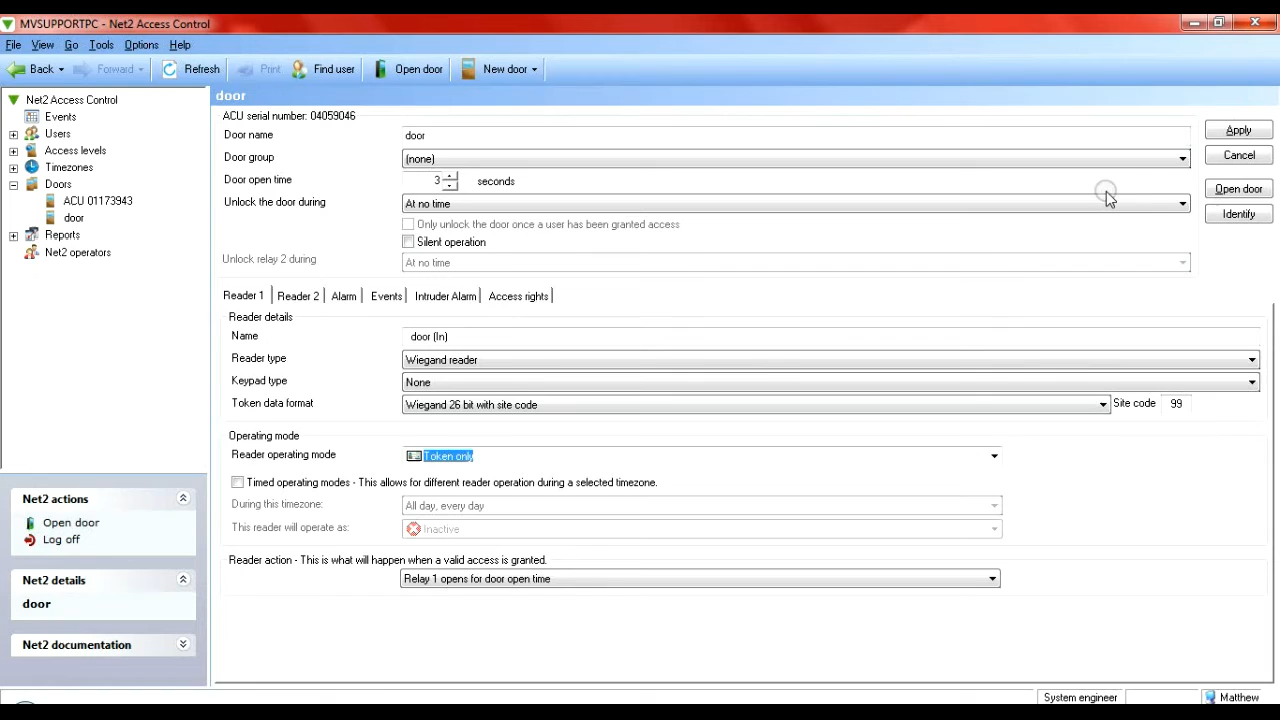 MVSUPPORTPC - Net2 Access Control
File View Go Tools Options Help
Back Forward Refresh Print Find user Open door New door
Net2 Access Control
Events
Users
Access levels
Timezones
Doors
ACU 01173943
door
Reports
Net2 operators
Net2 actions
Open door
Log off
Net2 details
door
Net2 documentation
door
ACU serial number: 04059046
Door name door
Door group (none)
Door open time 3 seconds
Unlock the door during At no time
Only unlock the door once a user has been granted access
Silent operation
Unlock relay 2 during At no time
Apply
Cancel
Open door
Identify
Reader 1 Reader 2 Alarm Events Intruder Alarm Access rights
Reader details
Name door (In)
Reader type Wiegand reader
Keypad type None
Token data format Wiegand 26 bit with site code Site code 99
Operating mode
Reader operating mode Token only
Timed operating modes - This allows for different reader operation during a selected timezone.
During this timezone: All day, every day
This reader will operate as: Inactive
Reader action - This is what will happen when a valid access is granted.
Relay 1 opens for door open time
System engineer Matthew